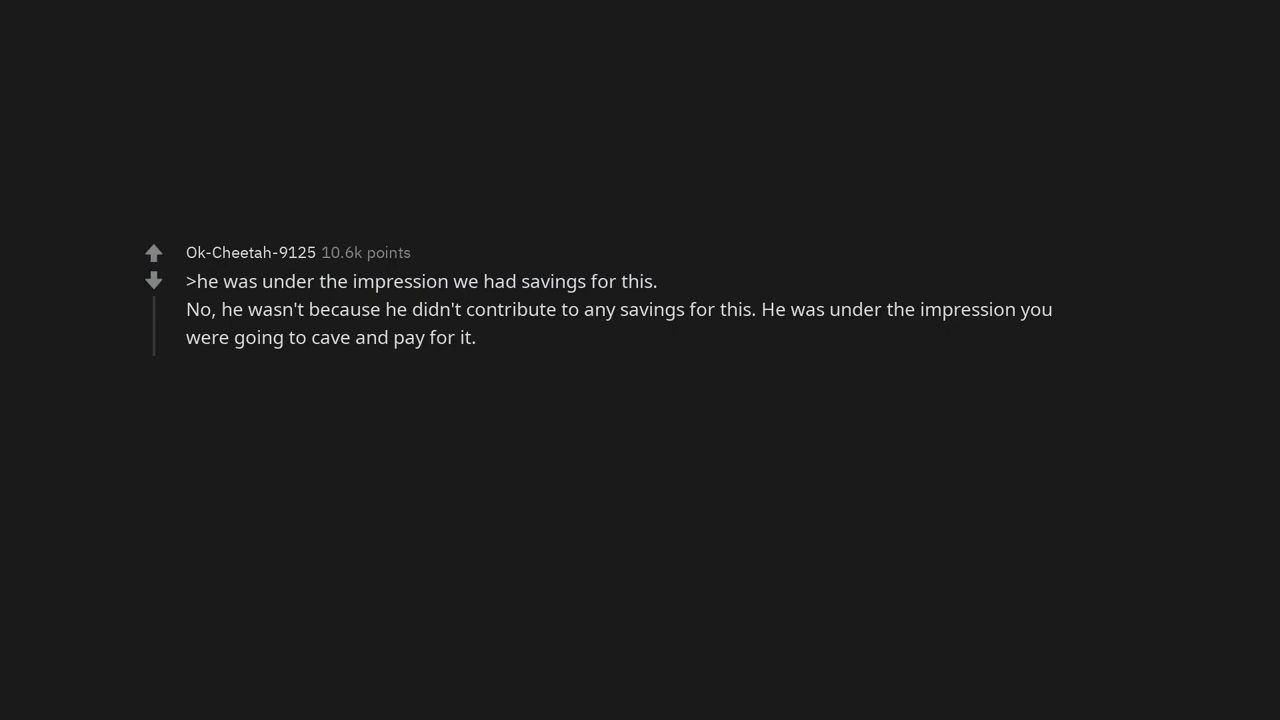 Ok-Cheetah-9125 10.6k points
>he was under the impression we had savings for this.
No, he wasn't because he didn't contribute to any savings for this. He was under the impression you
were going to cave and pay for it.